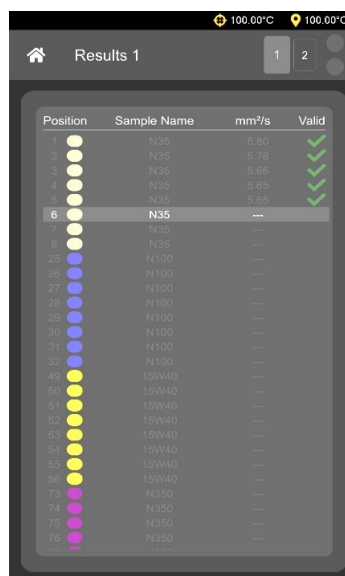 100.00°C 100.00°C
Results 1 1 2
Position Sample Name mm²/s Valid
1 N35 5.80
2 N35 5.78
3 N35 5.66
4 N35 5.65
5 N35 5.65
6 N35 ---
7 N35 ---
8 N35 ---
25 N100 ---
26 N100 ---
27 N100 ---
28 N100 ---
29 N100 ---
30 N100 ---
31 N100 ---
32 N100 ---
49 15W40 ---
50 15W40 ---
51 15W40 ---
52 15W40 ---
53 15W40 ---
54 15W40 ---
55 15W40 ---
56 15W40 ---
73 N350 ---
74 N350 ---
75 N350 ---
76 N350 ---